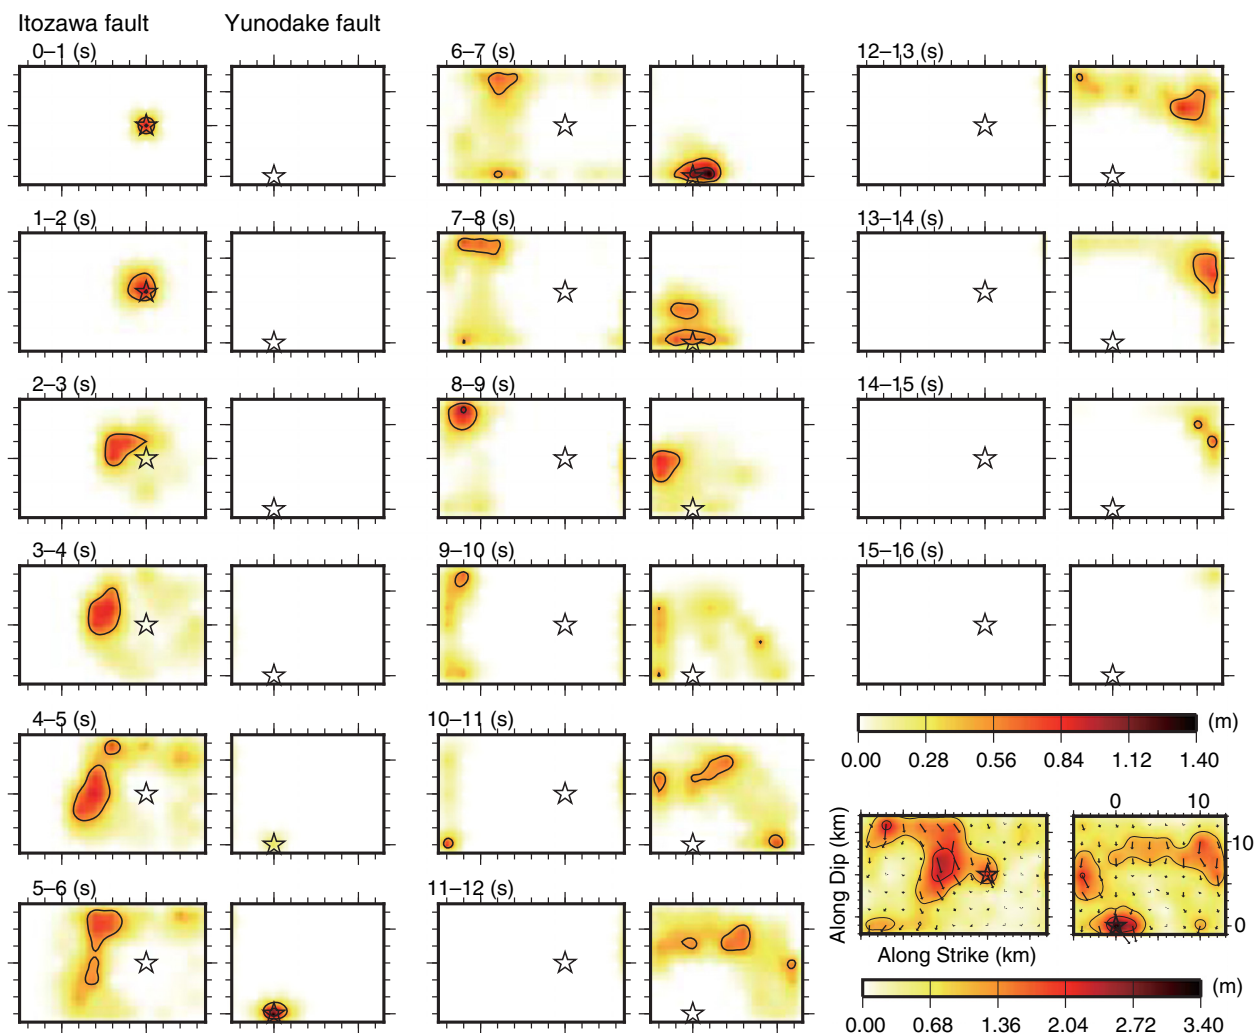 Itozawa fault Yunodake fault
0–1 (s)
6–7 (s)
12–13 (s)
1–2 (s)
7–8 (s)
13–14 (s)
2–3 (s)
8–9 (s)
14–15 (s)
3–4 (s)
9–10 (s)
15–16 (s)
4–5 (s)
10–11 (s)
(m)
0.00 0.28 0.56 0.84 1.12 1.40
0 10
Along Dip (km)
10
0
5–6 (s)
11–12 (s)
Along Strike (km)
(m)
0.00 0.68 1.36 2.04 2.72 3.40